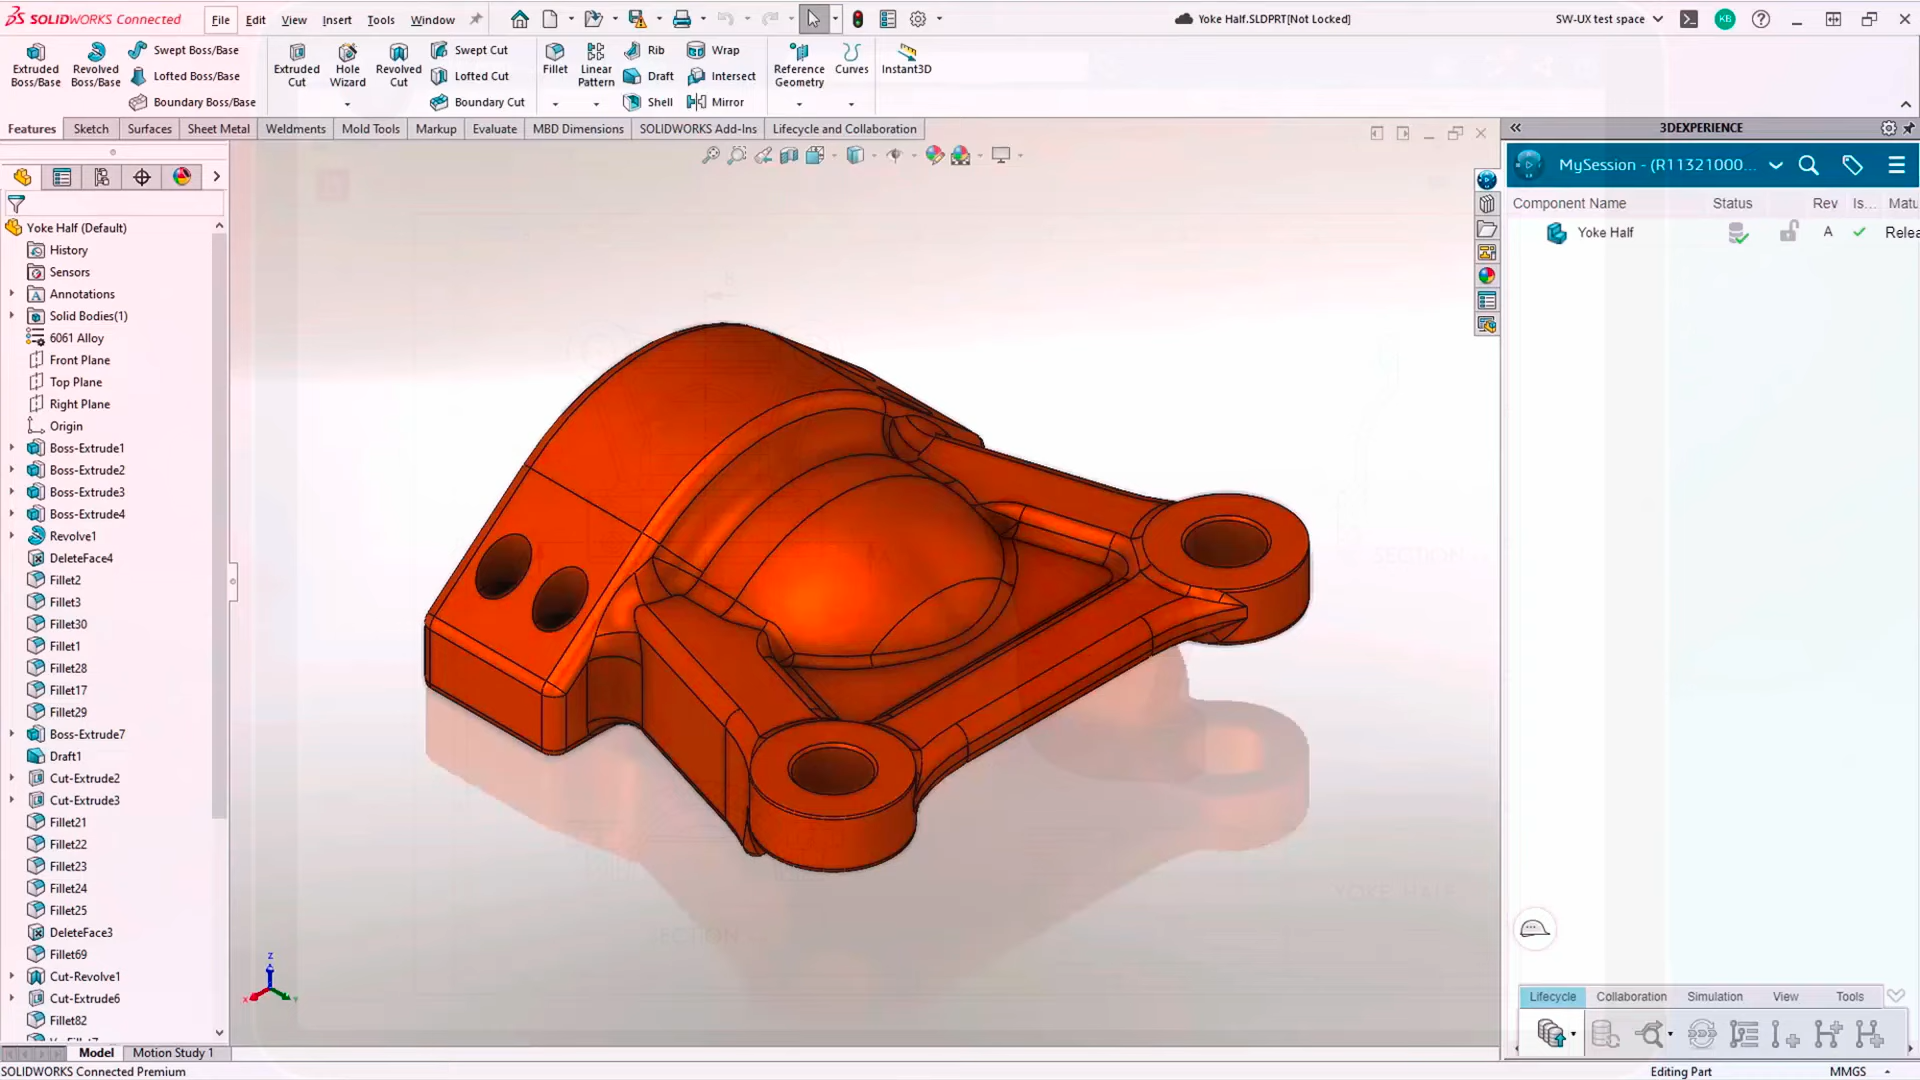 SOLIDWORKS Connected File Edit View Insert Tools Window Yoke Half.SLDPRT[Not Locked] SW-UX test space KB
Extruded Boss/Base
Revolved Boss/Base
Swept Boss/Base
Lofted Boss/Base
Boundary Boss/Base
Extruded Cut
Hole Wizard
Revolved Cut
Swept Cut
Lofted Cut
Boundary Cut
Fillet
Linear Pattern
Rib
Draft
Shell
Wrap
Intersect
Mirror
Reference Geometry
Curves
Instant3D
Features Sketch Surfaces Sheet Metal Weldments Mold Tools Markup Evaluate MBD Dimensions SOLIDWORKS Add-Ins Lifecycle and Collaboration
Yoke Half (Default)
History
Sensors
Annotations
Solid Bodies(1)
6061 Alloy
Front Plane
Top Plane
Right Plane
Origin
Boss-Extrude1
Boss-Extrude2
Boss-Extrude3
Boss-Extrude4
Revolve1
DeleteFace4
Fillet2
Fillet3
Fillet30
Fillet1
Fillet28
Fillet17
Fillet29
Boss-Extrude7
Draft1
Cut-Extrude2
Cut-Extrude3
Fillet21
Fillet22
Fillet23
Fillet24
Fillet25
DeleteFace3
Fillet69
Cut-Revolve1
Cut-Extrude6
Fillet82
SECTION
YOKE HALF
SECTION
z
x
Y
3DEXPERIENCE
MySession - (R11321000...
Component Name Status Rev Is... Matu
Yoke Half A Relea
Lifecycle Collaboration Simulation View Tools
Model Motion Study 1
SOLIDWORKS Connected Premium Editing Part MMGS